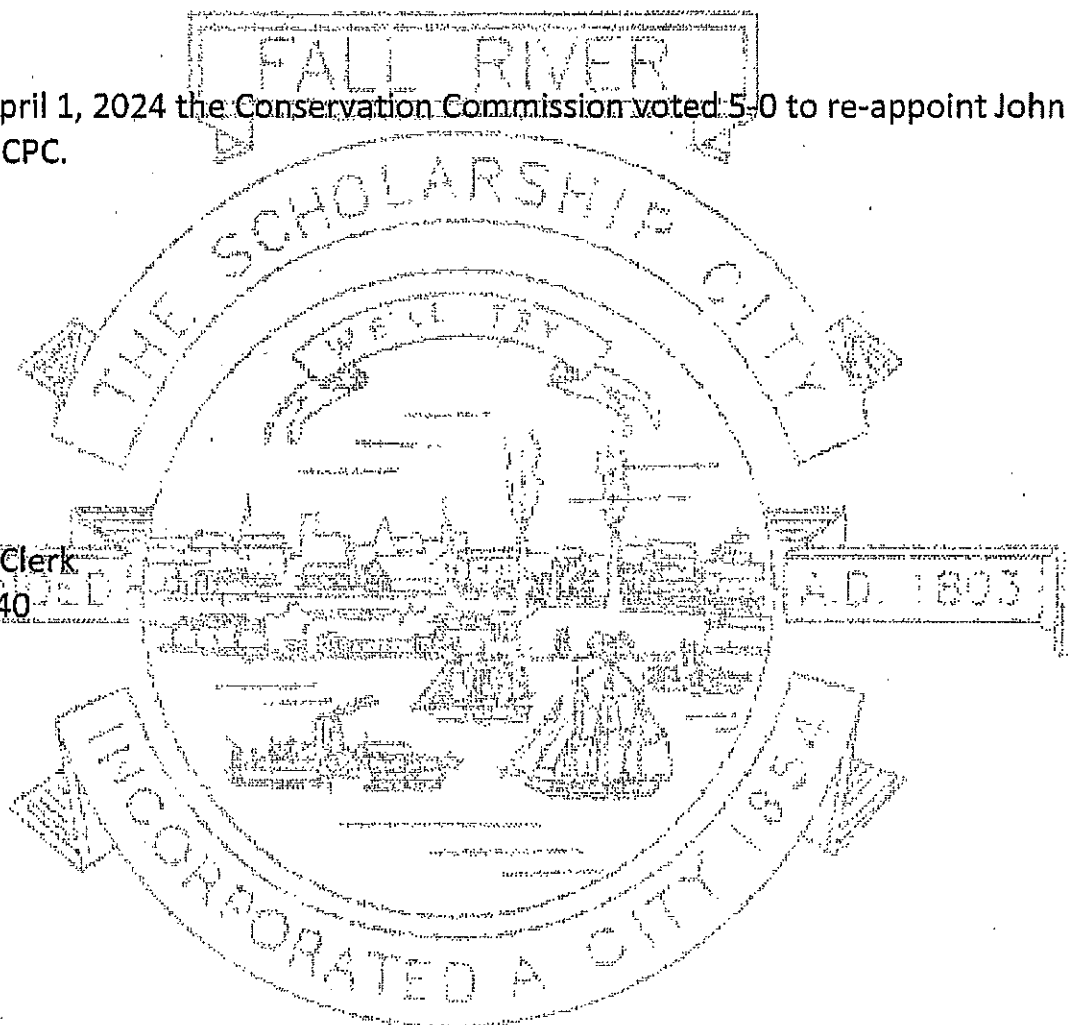 FALL RIVER
pril 1, 2024 the Conservation Commission voted 5-0 to re-appoint John
CPC.
THE SCHOLARSHIP CITY
WE'LL TRY
Clerk
40
A.D. 1803
INCORPORATED A CITY 1854